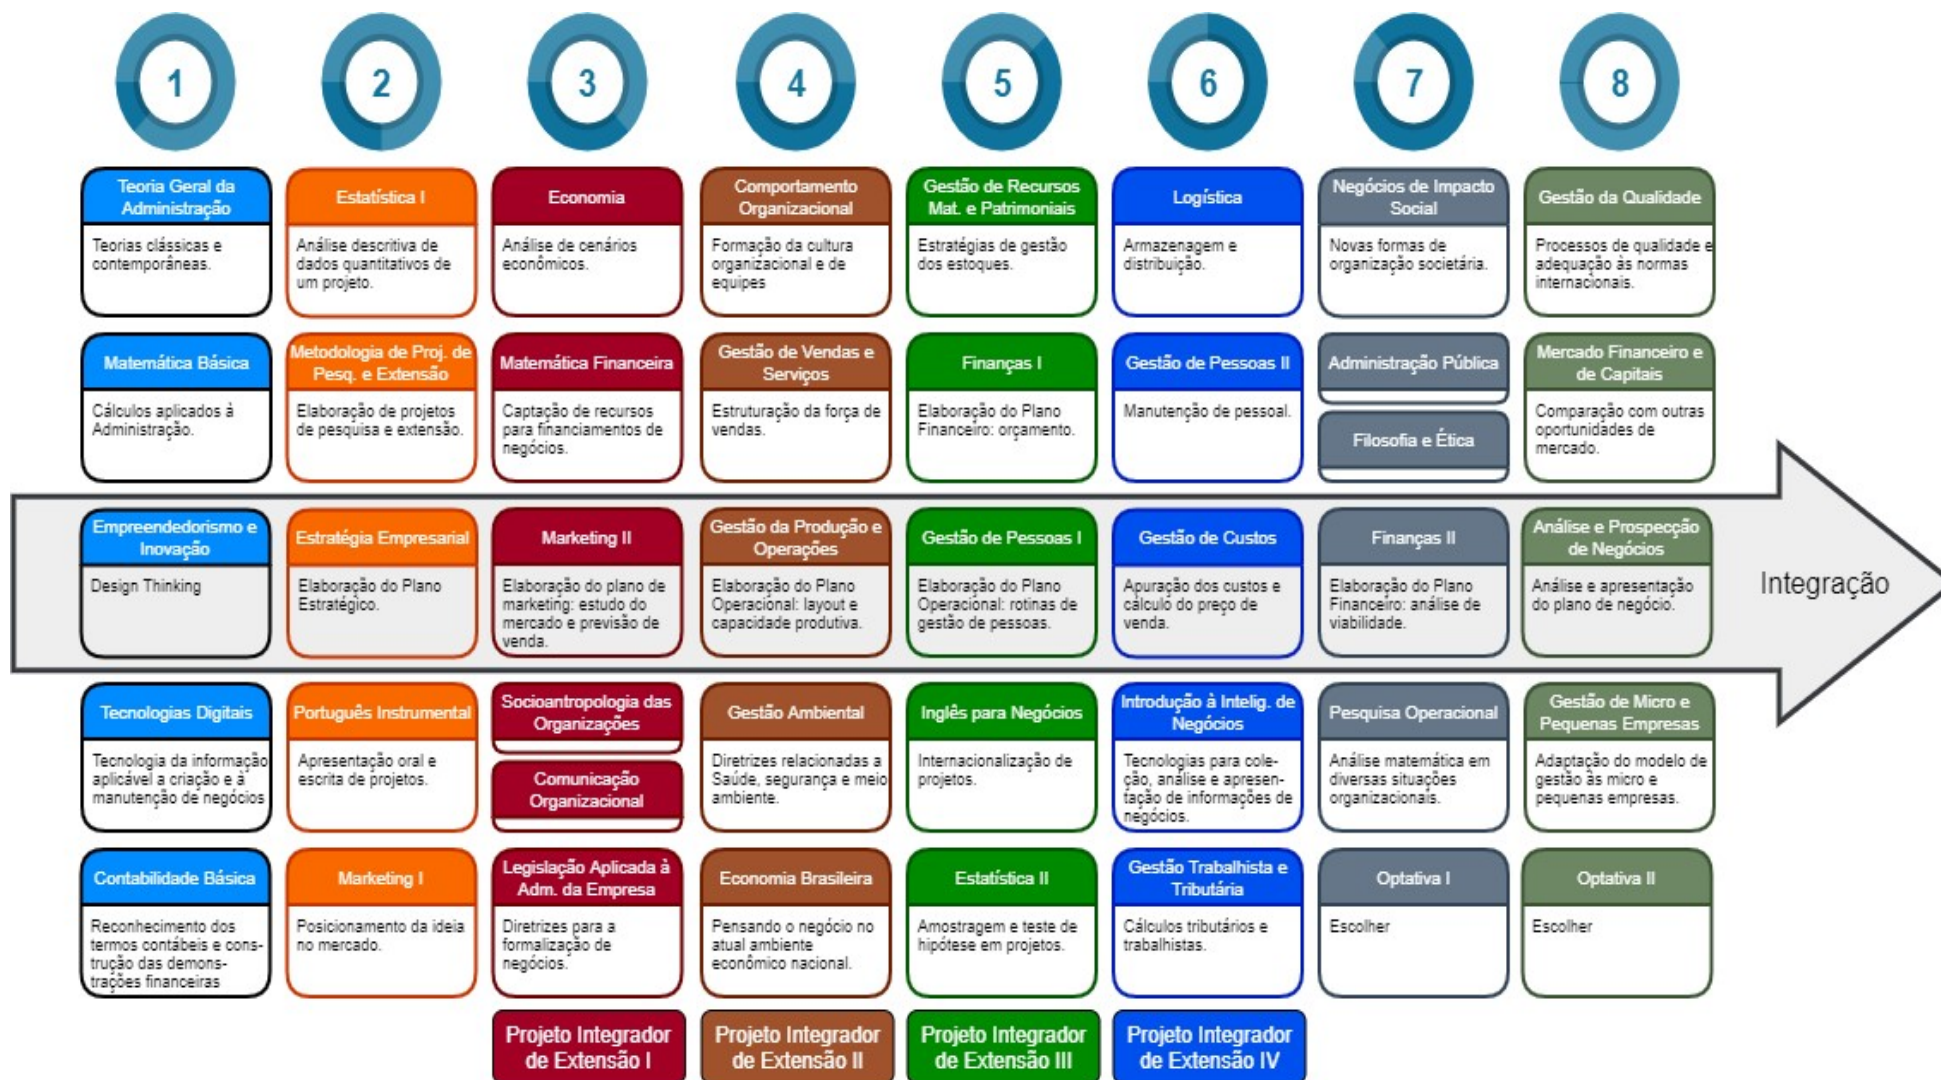 1
2
3
4
5
6
7
8
Teoria Geral da
Administração
Teorias clássicas e
contemporâneas.
Estatística I
Análise descritiva de
dados quantitativos de
um projeto.
Economia
Análise de cenários
econômicos.
Comportamento
Organizacional
Formação da cultura
organizacional e de
equipes
Gestão de Recursos
Mat. e Patrimoniais
Estratégias de gestão
dos estoques.
Logística
Armazenagem e
distribuição.
Negócios de Impacto
Social
Novas formas de
organização societária.
Gestão da Qualidade
Processos de qualidade e
adequação às normas
internacionais.
Matemática Básica
Cálculos aplicados à
Administração.
Metodologia de Proj. de
Pesq. e Extensão
Elaboração de projetos
de pesquisa e extensão.
Matemática Financeira
Captação de recursos
para financiamentos de
negócios.
Gestão de Vendas e
Serviços
Estruturação da força de
vendas.
Finanças I
Elaboração do Plano
Financeiro: orçamento.
Gestão de Pessoas II
Manutenção de pessoal.
Administração Pública
Filosofia e Ética
Mercado Financeiro e
de Capitais
Comparação com outras
oportunidades de
mercado.
Empreendedorismo e
Inovação
Design Thinking
Estratégia Empresarial
Elaboração do Plano
Estratégico.
Marketing II
Elaboração do plano de
marketing: estudo do
mercado e previsão de
venda.
Gestão da Produção e
Operações
Elaboração do Plano
Operacional: layout e
capacidade produtiva.
Gestão de Pessoas I
Elaboração do Plano
Operacional: rotinas de
gestão de pessoas.
Gestão de Custos
Apuração dos custos e
cálculo do preço de
venda.
Finanças II
Elaboração do Plano
Financeiro: análise de
viabilidade.
Análise e Prospecção
de Negócios
Análise e apresentação
do plano de negócio.
Integração
Tecnologias Digitais
Tecnologia da informação
aplicável a criação e à
manutenção de negócios
Português Instrumental
Apresentação oral e
escrita de projetos.
Socioantropologia das
Organizações
Comunicação
Organizacional
Gestão Ambiental
Diretrizes relacionadas a
Saúde, segurança e meio
ambiente.
Inglês para Negócios
Internacionalização de
projetos.
Introdução à Intelig. de
Negócios
Tecnologias para cole-
ção, análise e apresen-
tação de informações de
negócios.
Pesquisa Operacional
Análise matemática em
diversas situações
organizacionais.
Gestão de Micro e
Pequenas Empresas
Adaptação do modelo de
gestão às micro e
pequenas empresas.
Contabilidade Básica
Reconhecimento dos
termos contábeis e cons-
trução das demons-
trações financeiras
Marketing I
Posicionamento da ideia
no mercado.
Legislação Aplicada à
Adm. da Empresa
Diretrizes para a
formalização de
negócios.
Economia Brasileira
Pensando o negócio no
atual ambiente
econômico nacional.
Estatística II
Amostragem e teste de
hipótese em projetos.
Gestão Trabalhista e
Tributária
Cálculos tributários e
trabalhistas.
Optativa I
Escolher
Optativa II
Escolher
Projeto Integrador
de Extensão I
Projeto Integrador
de Extensão II
Projeto Integrador
de Extensão III
Projeto Integrador
de Extensão IV